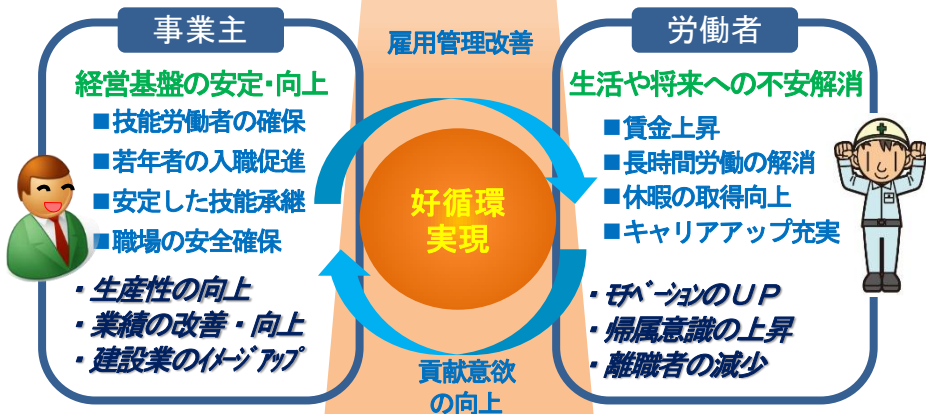 事業主
経営基盤の安定・向上
■技能労働者の確保
■若年者の入職促進
■安定した技能承継
■職場の安全確保
・生産性の向上
・業績の改善・向上
・建設業のｲﾒｰｼﾞｱｯﾌﾟ
雇用管理改善
好循環
実現
貢献意欲
の向上
労働者
生活や将来への不安解消
■賃金上昇
■長時間労働の解消
■休暇の取得向上
■キャリアアップ充実
・ﾓﾁﾍﾞｰｼｮﾝのＵＰ
・帰属意識の上昇
・離職者の減少